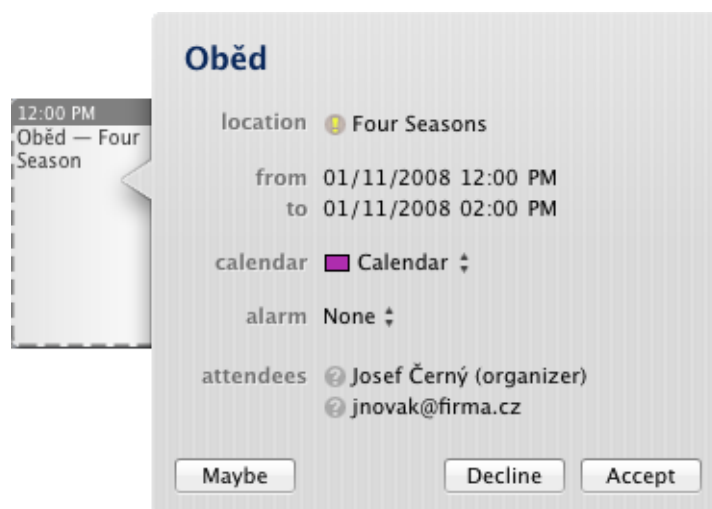 12:00 PM
Oběd — Four
Season
Oběd
location Four Seasons
from 01/11/2008 12:00 PM
to 01/11/2008 02:00 PM
calendar Calendar
alarm None
attendees Josef Černý (organizer)
jnovak@firma.cz
Maybe Decline Accept